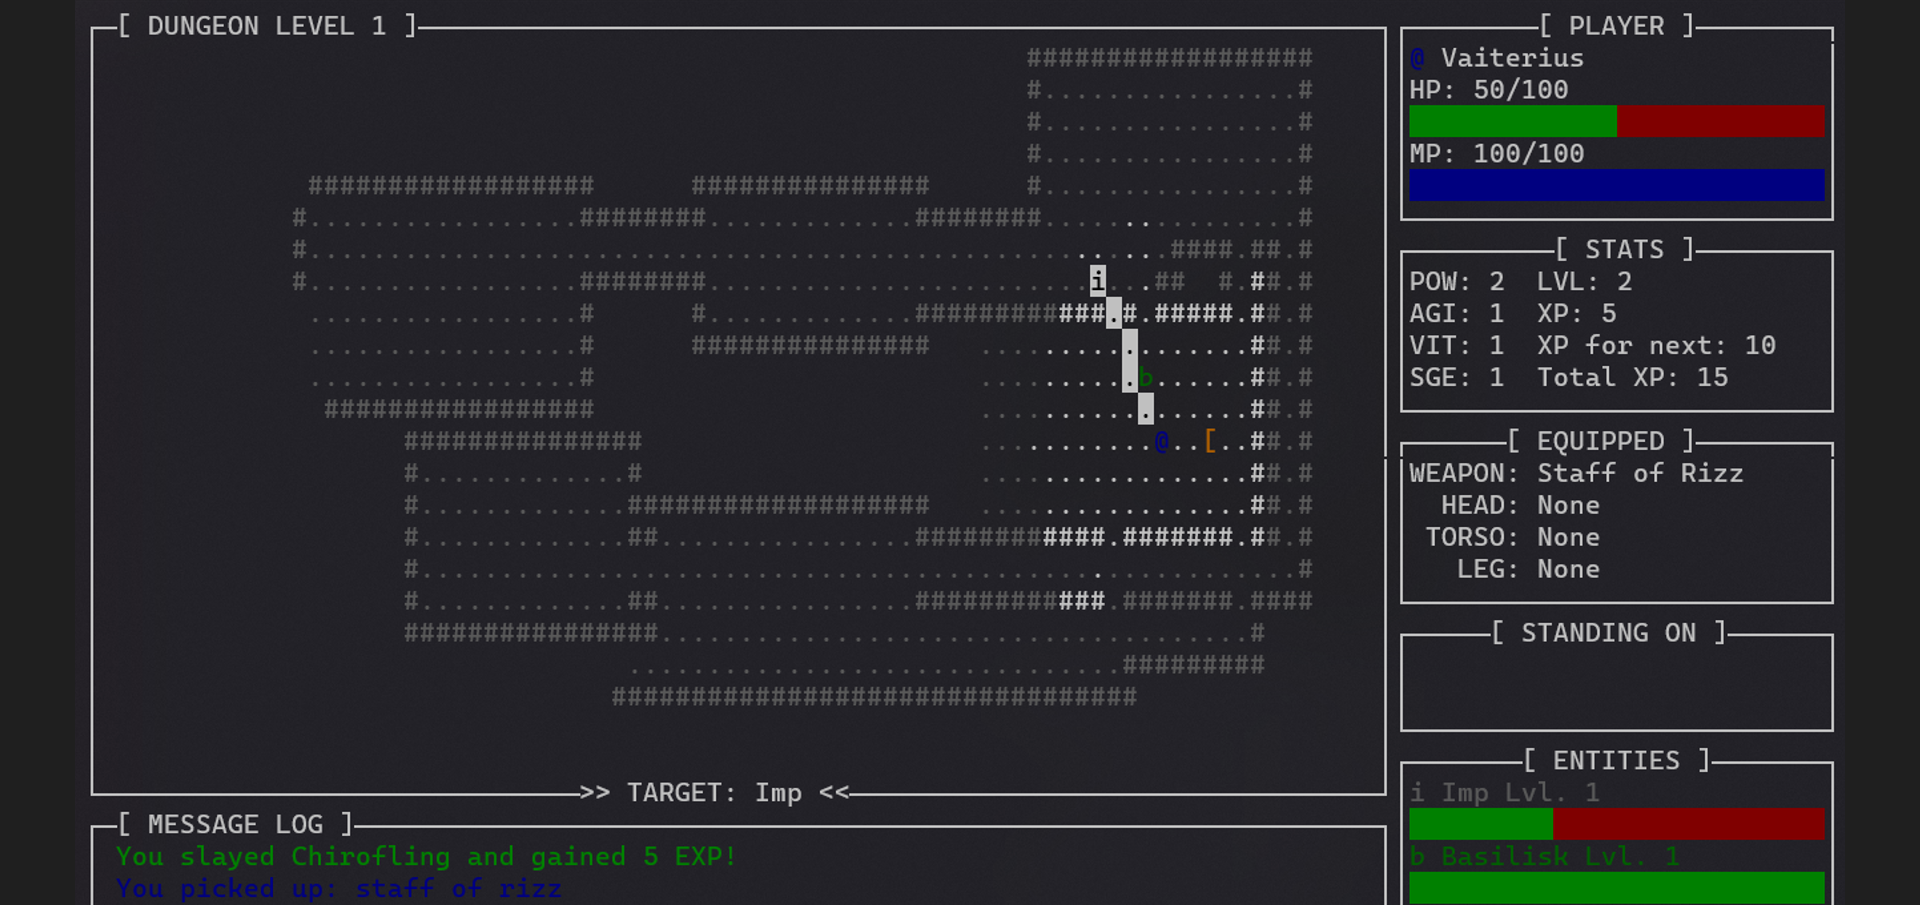 [ DUNGEON LEVEL 1 ]
i
b
@
[
>> TARGET: Imp <<
[ MESSAGE LOG ]
You slayed Chirofling and gained 5 EXP!
You picked up: staff of rizz
[ PLAYER ]
@ Vaiterius
HP: 50/100
MP: 100/100
[ STATS ]
POW: 2 LVL: 2
AGI: 1 XP: 5
VIT: 1 XP for next: 10
SGE: 1 Total XP: 15
[ EQUIPPED ]
WEAPON: Staff of Rizz
HEAD: None
TORSO: None
LEG: None
[ STANDING ON ]
[ ENTITIES ]
i Imp Lvl. 1
b Basilisk Lvl. 1